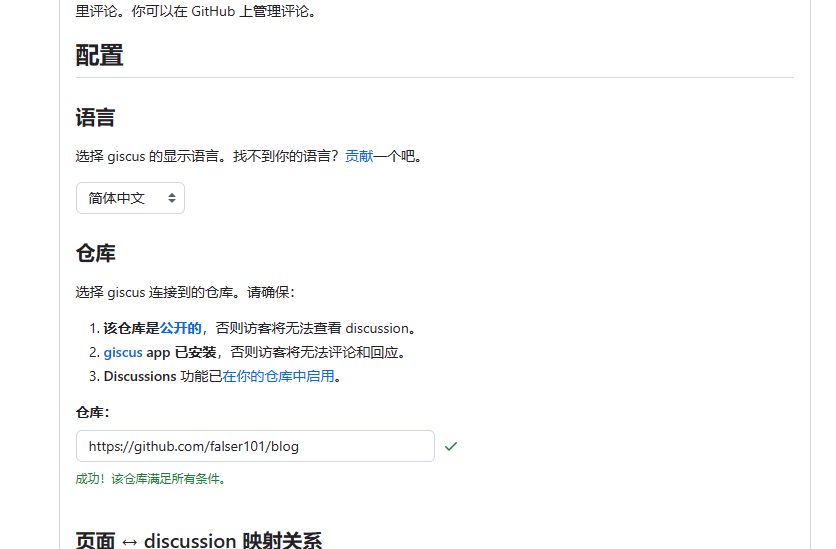 里评论。你可以在 GitHub 上管理评论。
配置
语言
选择 giscus 的显示语言。找不到你的语言？贡献一个吧。
简体中文
仓库
选择 giscus 连接到的仓库。请确保：
1. 该仓库是公开的，否则访客将无法查看 discussion。
2. giscus app 已安装，否则访客将无法评论和回应。
3. Discussions 功能已在你的仓库中启用。
仓库：
https://github.com/falser101/blog
成功！该仓库满足所有条件。
页面 ↔ discussion 映射关系